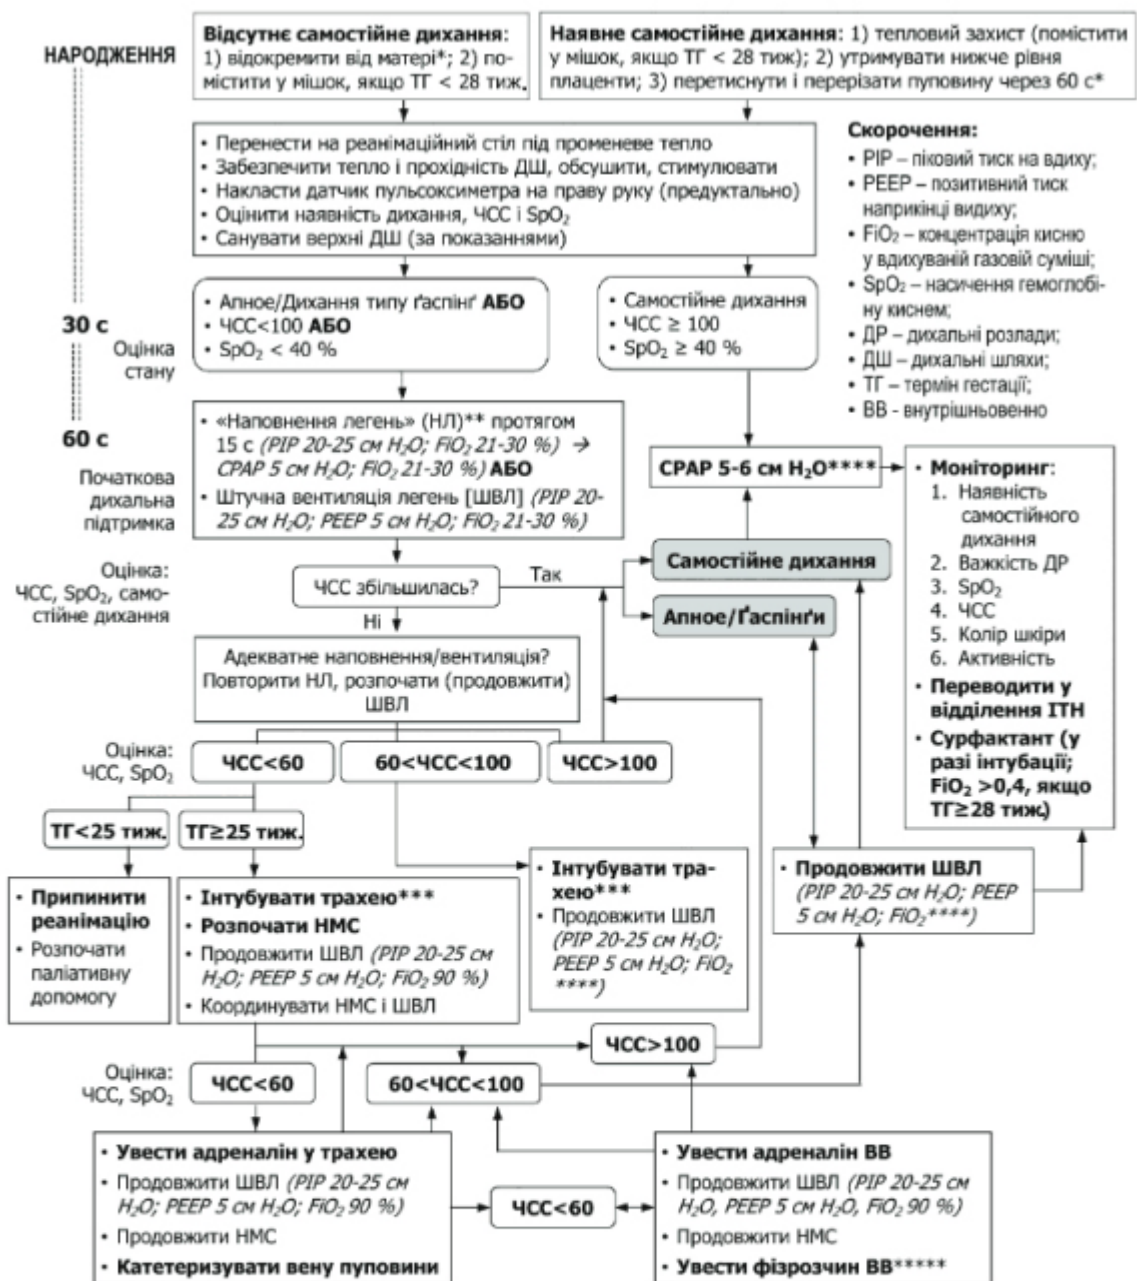 НАРОДЖЕННЯ
Відсутнє самостійне дихання:
1) відокремити від матері*; 2) по-
містити у мішок, якщо ТГ < 28 тиж.
Наявне самостійне дихання: 1) тепловий захист (помістити
у мішок, якщо ТГ < 28 тиж); 2) утримувати нижче рівня
плаценти; 3) перетиснути і перерізати пуповину через 60 с*
• Перенести на реанімаційний стіл під променеве тепло
• Забезпечити тепло і прохідність ДШ, обсушити, стимулювати
• Накласти датчик пульсоксиметра на праву руку (предуктально)
• Оцінити наявність дихання, ЧСС і SpO₂
• Санувати верхні ДШ (за показаннями)
Скорочення:
• PIP – піковий тиск на вдиху;
• PEEP – позитивний тиск
наприкінці видиху;
• FiO₂ – концентрація кисню
у вдихуваній газовій суміші;
• SpO₂ – насичення гемоглобі-
ну киснем;
• ДР – дихальні розлади;
• ДШ – дихальні шляхи;
• ТГ – термін гестації;
• ВВ - внутрішньовенно
30 с
Оцінка
стану
• Апное/Дихання типу ґаспінґ АБО
• ЧСС<100 АБО
• SpO₂ < 40 %
• Самостійне дихання
• ЧСС ≥ 100
• SpO₂ ≥ 40 %
60 с
Початкова
дихальна
підтримка
• «Наповнення легень» (НЛ)** протягом
15 с (PIP 20-25 см H₂O; FiO₂ 21-30 %) →
CPAP 5 см H₂O; FiO₂ 21-30 %) АБО
• Штучна вентиляція легень [ШВЛ] (PIP 20-
25 см H₂O; PEEP 5 см H₂O; FiO₂ 21-30 %)
CPAP 5-6 см H₂O****
• Моніторинг:
1. Наявність
самостійного
дихання
2. Важкість ДР
3. SpO₂
4. ЧСС
5. Колір шкіри
6. Активність
• Переводити у
відділення ІТН
• Сурфактант (у
разі інтубації;
FiO₂ >0,4, якщо
ТГ≥28 тиж.)
Оцінка:
ЧСС, SpO₂, само-
стійне дихання
ЧСС збільшилась?
Так
Самостійне дихання
Апное/Ґаспінґи
Ні
Адекватне наповнення/вентиляція?
Повторити НЛ, розпочати (продовжити)
ШВЛ
Оцінка:
ЧСС, SpO₂
ЧСС<60
60<ЧСС<100
ЧСС>100
ТГ<25 тиж.
ТГ≥25 тиж.
• Припинити
реанімацію
• Розпочати
паліативну
допомогу
• Інтубувати трахею***
• Розпочати НМС
• Продовжити ШВЛ (PIP 20-25 см
H₂O; PEEP 5 см H₂O; FiO₂ 90 %)
• Координувати НМС і ШВЛ
• Інтубувати тра-
хею***
• Продовжити ШВЛ
(PIP 20-25 см H₂O;
PEEP 5 см H₂O; FiO₂
****)
• Продовжити ШВЛ
(PIP 20-25 см H₂O; PEEP
5 см H₂O; FiO₂****)
ЧСС>100
Оцінка:
ЧСС, SpO₂
ЧСС<60
60<ЧСС<100
• Увести адреналін у трахею
• Продовжити ШВЛ (PIP 20-25 см
H₂O; PEEP 5 см H₂O; FiO₂ 90 %)
• Продовжити НМС
• Катетеризувати вену пуповини
ЧСС<60
• Увести адреналін ВВ
• Продовжити ШВЛ (PIP 20-25 см
H₂O, PEEP 5 см H₂O, FiO₂ 90 %)
• Продовжити НМС
• Увести фізрозчин ВВ*****